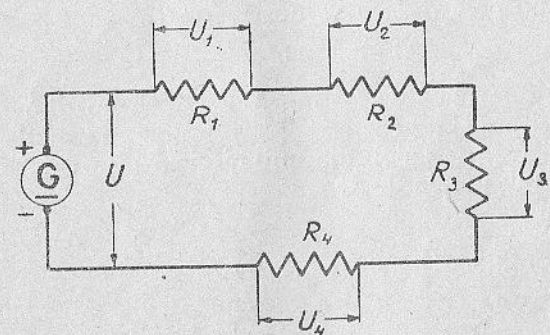 U₁ U₂
R₁ R₂
+
G U R₃ U₃
-
R₄
U₄